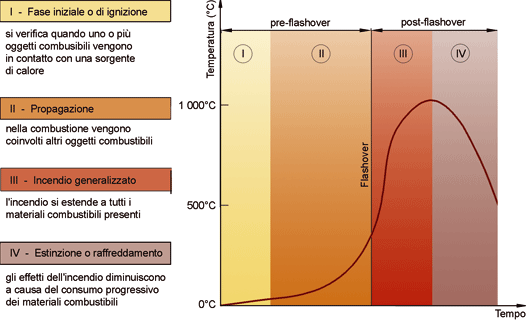 I - Fase iniziale o di ignizione
si verifica quando uno o più
oggetti combusibili vengono
in contatto con una sorgente
di calore
II - Propagazione
nella combustione vengono
coinvolti altri oggetti combustibili
III - Incendio generalizzato
l'incendio si estende a tutti i
materiali combustibili presenti
IV - Estinzione o raffreddamento
gli effetti dell'incendio diminuiscono
a causa del consumo progressivo
dei materiali combustibili
Temperatura (°C)
pre-flashover
post-flashover
I
II
III
IV
1 000°C
Flashover
500°C
0°C
Tempo